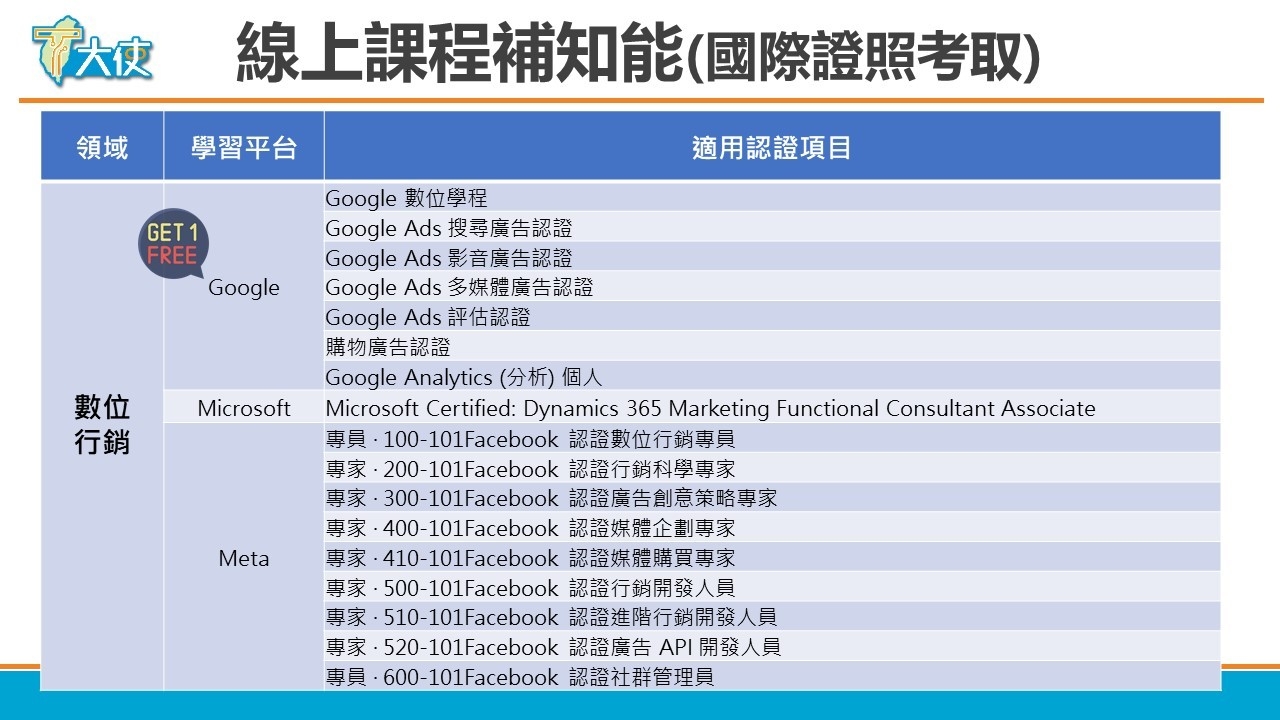 T大使
線上課程補知能(國際證照考取)
領域
學習平台
適用認證項目
數位
行銷
GET 1
FREE
Google
Google 數位學程
Google Ads 搜尋廣告認證
Google Ads 影音廣告認證
Google Ads 多媒體廣告認證
Google Ads 評估認證
購物廣告認證
Google Analytics (分析) 個人
Microsoft
Microsoft Certified: Dynamics 365 Marketing Functional Consultant Associate
Meta
專員 · 100-101Facebook 認證數位行銷專員
專家 · 200-101Facebook 認證行銷科學專家
專家 · 300-101Facebook 認證廣告創意策略專家
專家 · 400-101Facebook 認證媒體企劃專家
專家 · 410-101Facebook 認證媒體購買專家
專家 · 500-101Facebook 認證行銷開發人員
專家 · 510-101Facebook 認證進階行銷開發人員
專家 · 520-101Facebook 認證廣告 API 開發人員
專員 · 600-101Facebook 認證社群管理員